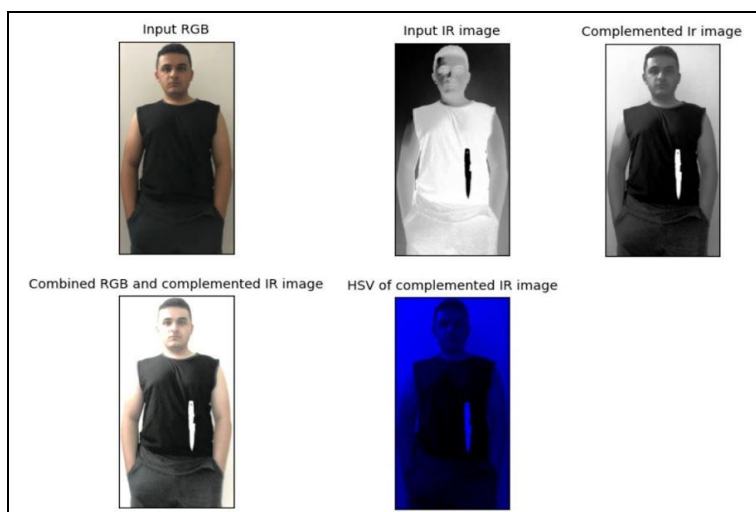 Input RGB
Input IR image
Complemented Ir image
Combined RGB and complemented IR image
HSV of complemented IR image